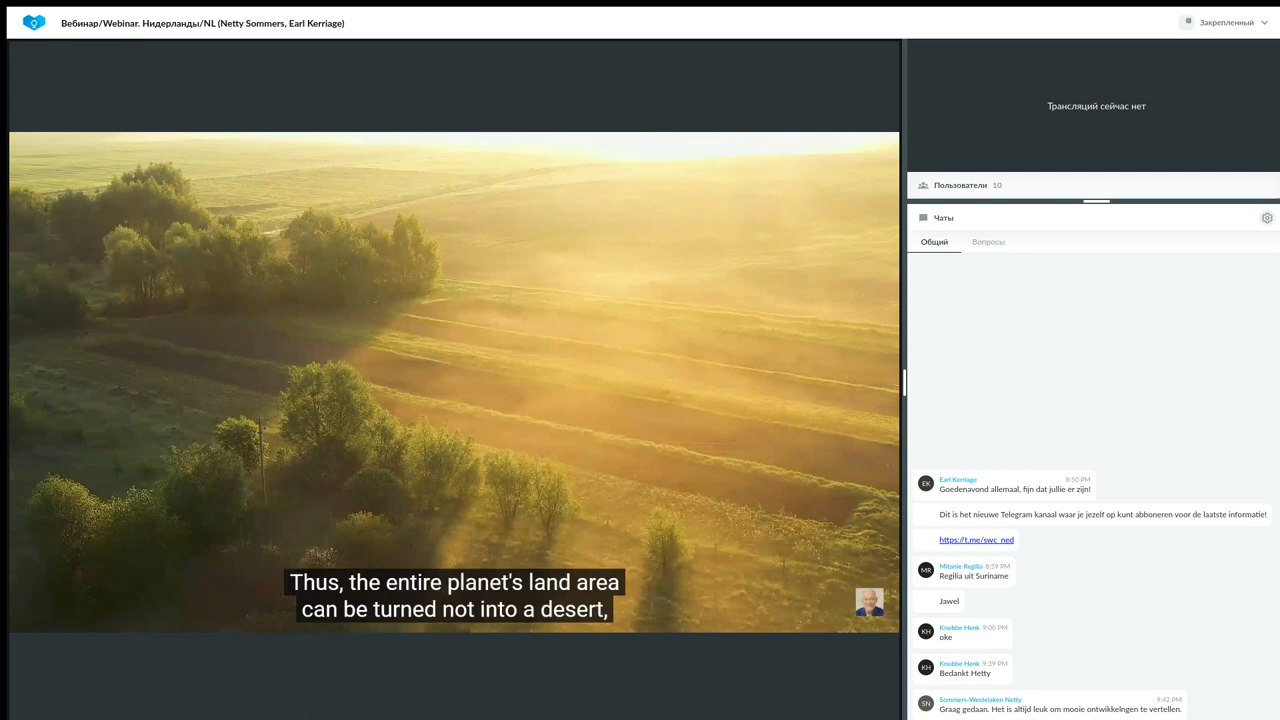 Вебинар/Webinar. Нидерланды/NL (Netty Sommers, Earl Kerriage)
Закрепленный
Трансляций сейчас нет
Пользователи 10
Чаты
Общий Вопросы
EK
Earl Kerriage 8:50 PM
Goedenavond allemaal, fijn dat jullie er zijn!
Dit is het nieuwe Telegram kanaal waar je jezelf op kunt abboneren voor de laatste informatie!
https://t.me/swc_ned
MR
Mitanie Regilia 8:59 PM
Regilia uit Suriname
Jawel
KH
Knobbe Henk 9:00 PM
oke
KH
Knobbe Henk 9:39 PM
Bedankt Hetty
SN
Sommers-Westelaken Netty 9:42 PM
Graag gedaan. Het is altijd leuk om mooie ontwikkelngen te vertellen.
Thus, the entire planet's land area
can be turned not into a desert,